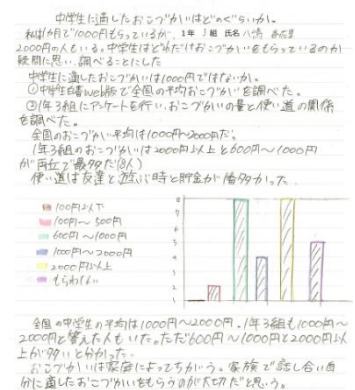 中学生に適したおこづかいはどのぐらいか。
私は1か月で1000円もらっているが、
1年 3組 氏名
2000円の人もいる。中学生はどれだけおこづかいをもらっているのか
疑問に思い、調べることにした
中学生に適したおこづかいは1000円ではないか。
①中学生白書web版で全国の平均おこづかいを調べた。
②1年3組にアンケートを行い、おこづかいの量と使い道の関係
を調べた。
全国のおこづかい平均は1000円〜2000円だ。
1年3組のおこづかいは2000円以上と600円〜1000円
が同位で最多だ(8人)
使い道は友達と遊ぶ時と貯金が1番多かった。
100円以下
100円〜500円
600円〜1000円
1000円〜2000円
2000円以上
もらわない
8
7
6
5
4
3
2
1
全国の中学生の平均は1000円〜2000円。1年3組も1000円〜
2000円と答えた人もいた。ただ600円〜1000円と2000円以
上が多いと分かった。
おこづかいは家庭によってちがう。家族で話し合い自
分に適したおこづかいをもらうのが大切だと思う。